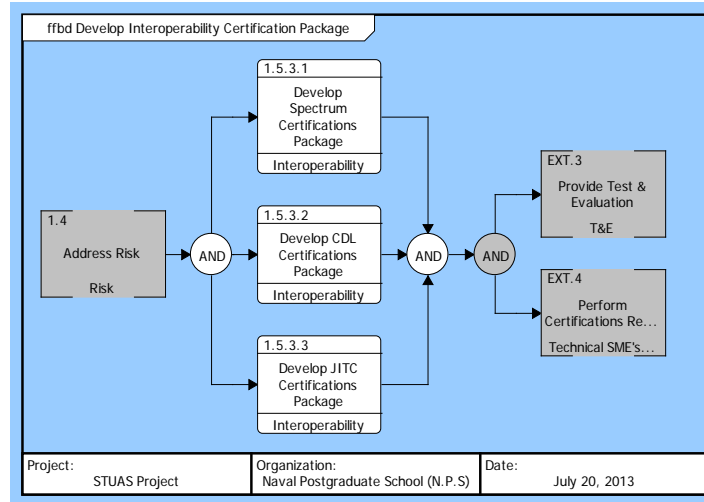 ffbd Develop Interoperability Certification Package
1.5.3.1
Develop
Spectrum
Certifications
Package
Interoperability
1.4
Address Risk
Risk
AND
1.5.3.2
Develop CDL
Certifications
Package
Interoperability
AND
AND
EXT.3
Provide Test &
Evaluation
T&E
EXT.4
Perform
Certifications Re...
Technical SME's...
1.5.3.3
Develop JITC
Certifications
Package
Interoperability
Project:
STUAS Project
Organization:
Naval Postgraduate School (N.P.S)
Date:
July 20, 2013